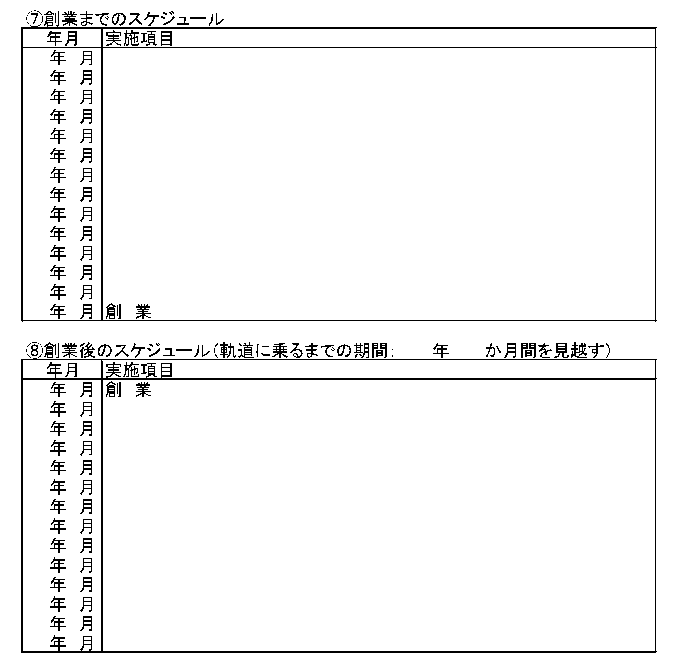 ⑦創業までのスケジュール
年月 実施項目
年 月
年 月
年 月
年 月
年 月
年 月
年 月
年 月
年 月
年 月
年 月
年 月
年 月
年 月 創 業
⑧創業後のスケジュール（軌道に乗るまでの期間： 年 か月間を見越す）
年月 実施項目
年 月 創 業
年 月
年 月
年 月
年 月
年 月
年 月
年 月
年 月
年 月
年 月
年 月
年 月
年 月